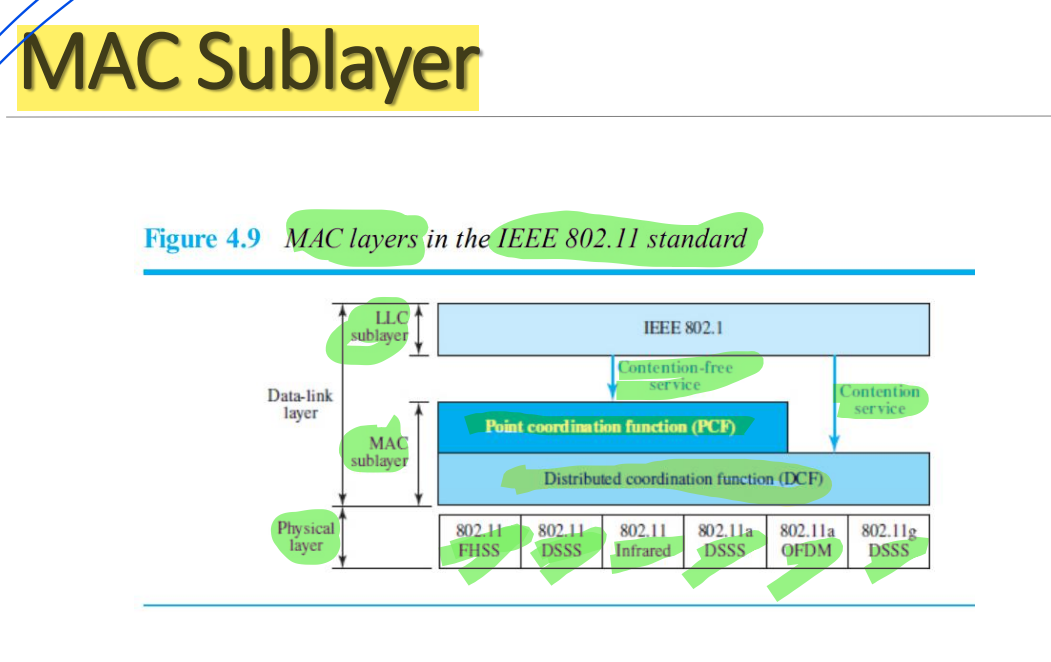 MAC Sublayer
Figure 4.9 MAC layers in the IEEE 802.11 standard
LLC
sublayer
IEEE 802.1
Contention-free
service
Contention
service
Data-link
layer
Point coordination function (PCF)
MAC
sublayer
Distributed coordination function (DCF)
Physical
layer
802.11
FHSS
802.11
DSSS
802.11
Infrared
802.11a
DSSS
802.11a
OFDM
802.11g
DSSS